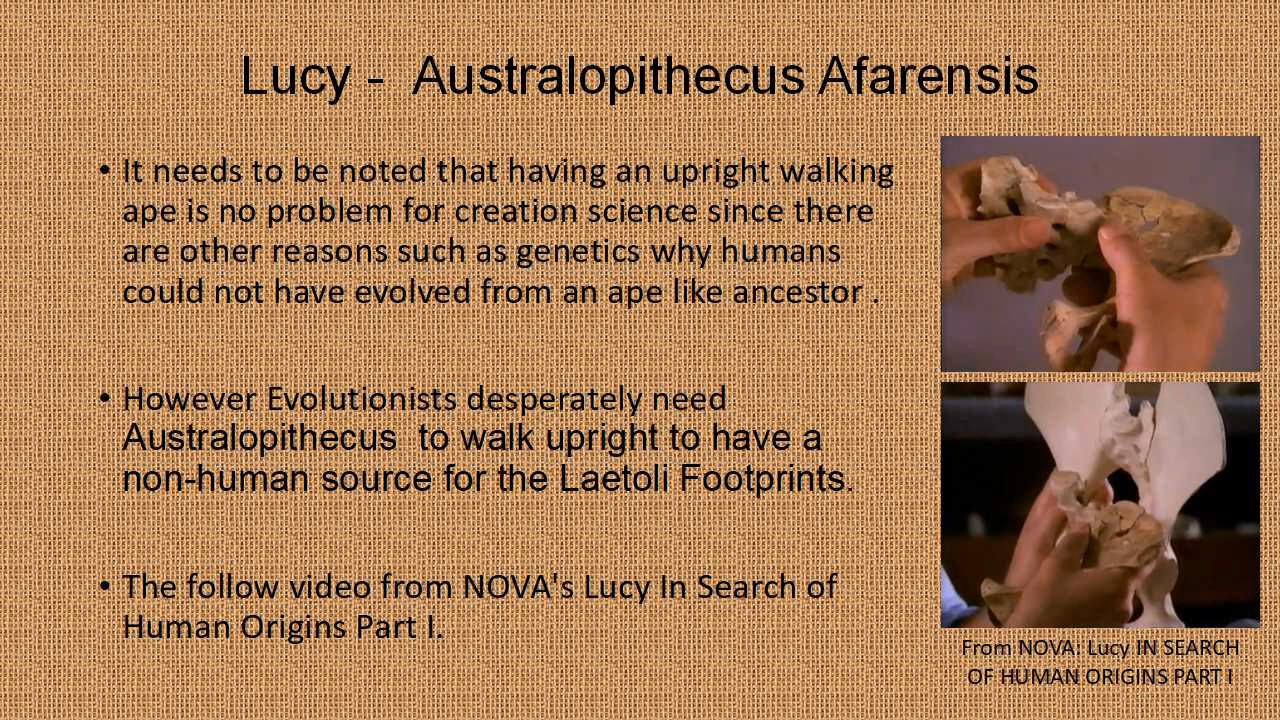 Lucy - Australopithecus Afarensis
• It needs to be noted that having an upright walking
ape is no problem for creation science since there
are other reasons such as genetics why humans
could not have evolved from an ape like ancestor .
• However Evolutionists desperately need
Australopithecus to walk upright to have a
non-human source for the Laetoli Footprints.
• The follow video from NOVA's Lucy In Search of
Human Origins Part I.
From NOVA: Lucy IN SEARCH
OF HUMAN ORIGINS PART I